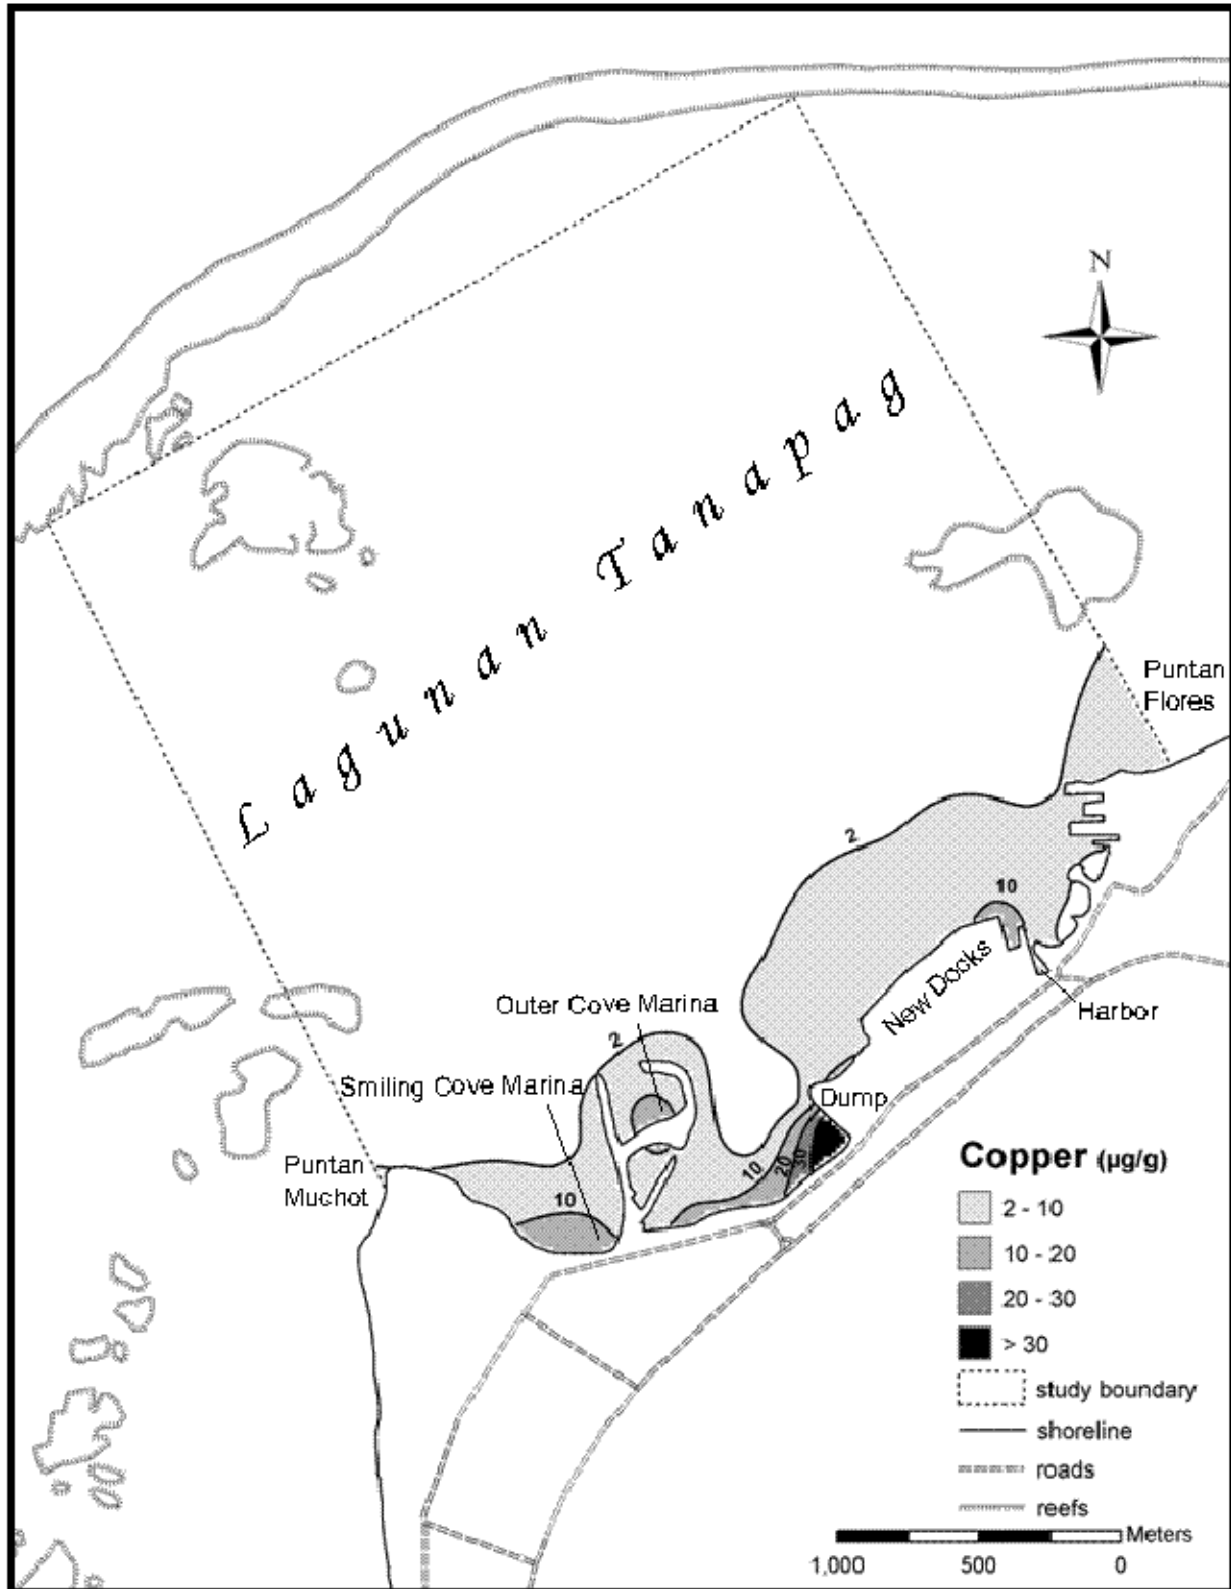 N
Lagunan Tanapag
Puntan
Flores
2
10
New Docks
Harbor
Outer Cove Marina
2
Smiling Cove Marina
Dump
Puntan
Muchot
10
10
20
30
Copper (µg/g)
2 - 10
10 - 20
20 - 30
> 30
study boundary
shoreline
roads
reefs
Meters
1,000 500 0